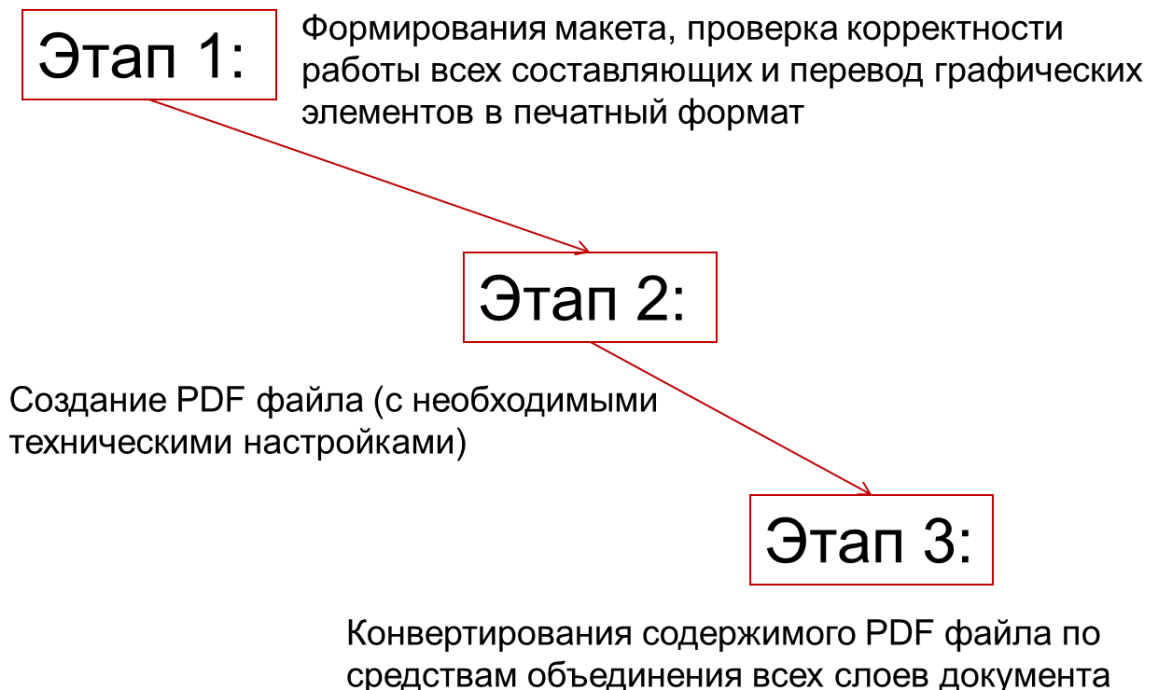 Этап 1:
Формирования макета, проверка корректности
работы всех составляющих и перевод графических
элементов в печатный формат
Этап 2:
Создание PDF файла (с необходимыми
техническими настройками)
Этап 3:
Конвертирования содержимого PDF файла по
средствам объединения всех слоев документа